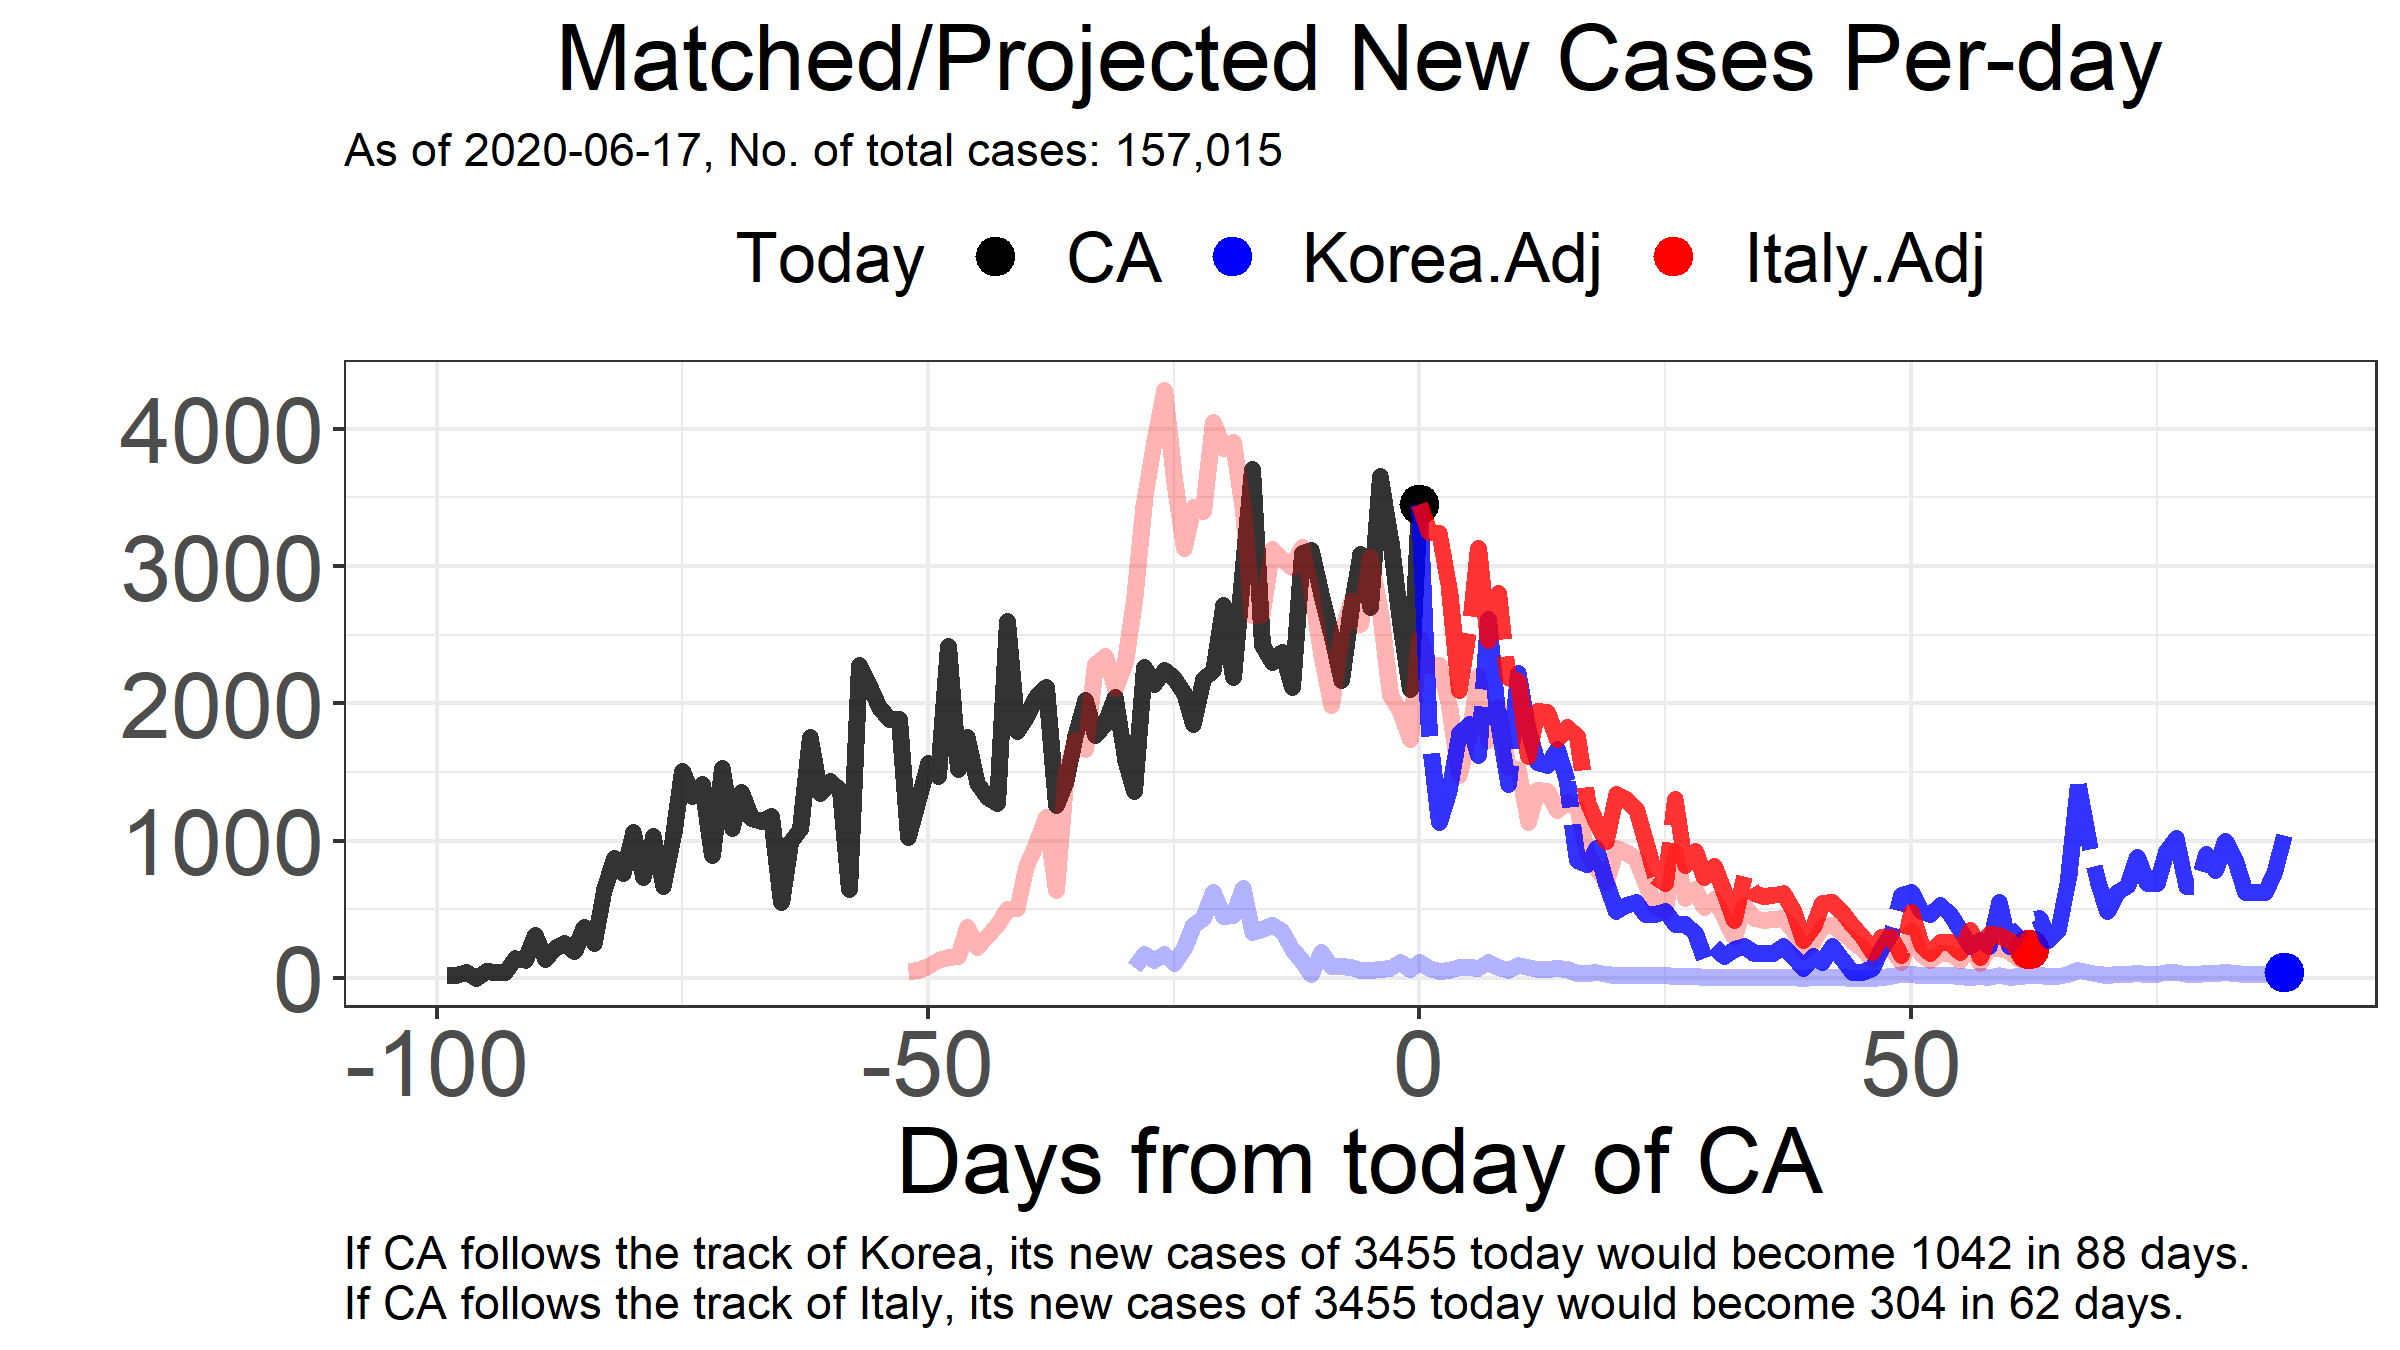 Matched/Projected New Cases Per-day
As of 2020-06-17, No. of total cases: 157,015
Today CA Korea.Adj Italy.Adj
4000
3000
2000
1000
0
-100 -50 0 50
Days from today of CA
If CA follows the track of Korea, its new cases of 3455 today would become 1042 in 88 days.
If CA follows the track of Italy, its new cases of 3455 today would become 304 in 62 days.